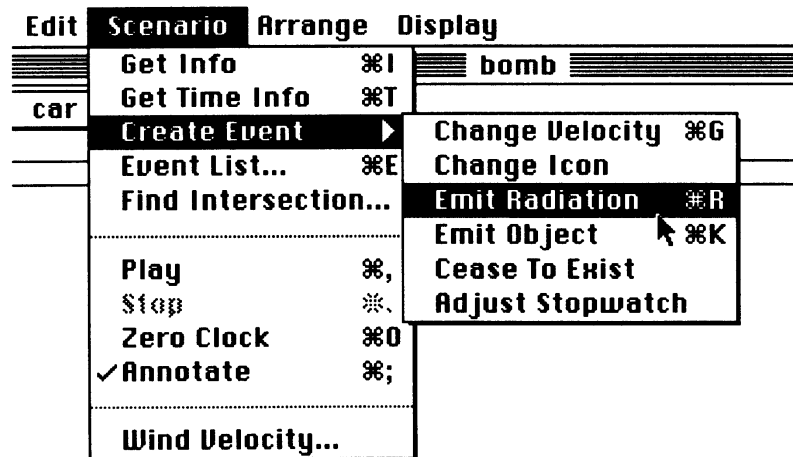 Edit Scenario Arrange Display
bomb
car
Get Info ⌘I
Get Time Info ⌘T
Create Event ▶
Event List... ⌘E
Find Intersection...
Play ⌘,
Stop ⌘.
Zero Clock ⌘0
✓Annotate ⌘;
Wind Velocity...
Change Velocity ⌘G
Change Icon
Emit Radiation ⌘R
Emit Object ⌘K
Cease To Exist
Adjust Stopwatch